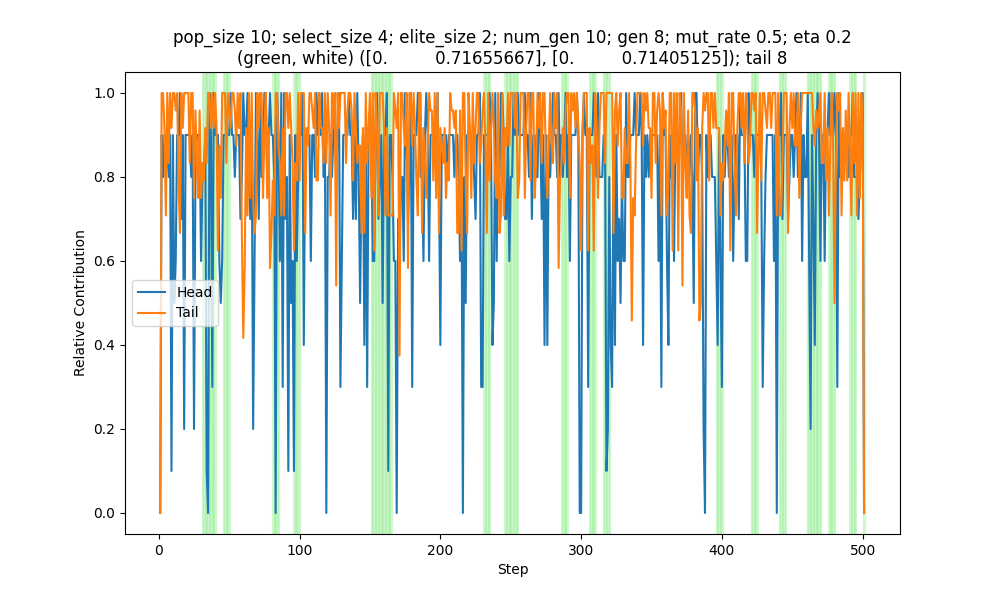 pop_size 10; select_size 4; elite_size 2; num_gen 10; gen 8; mut_rate 0.5; eta 0.2
(green, white) ([0.          0.71655667], [0.          0.71405125]); tail 8
1.0
0.8
0.6
0.4
0.2
0.0
Relative Contribution
Head
Tail
0
100
200
300
400
500
Step